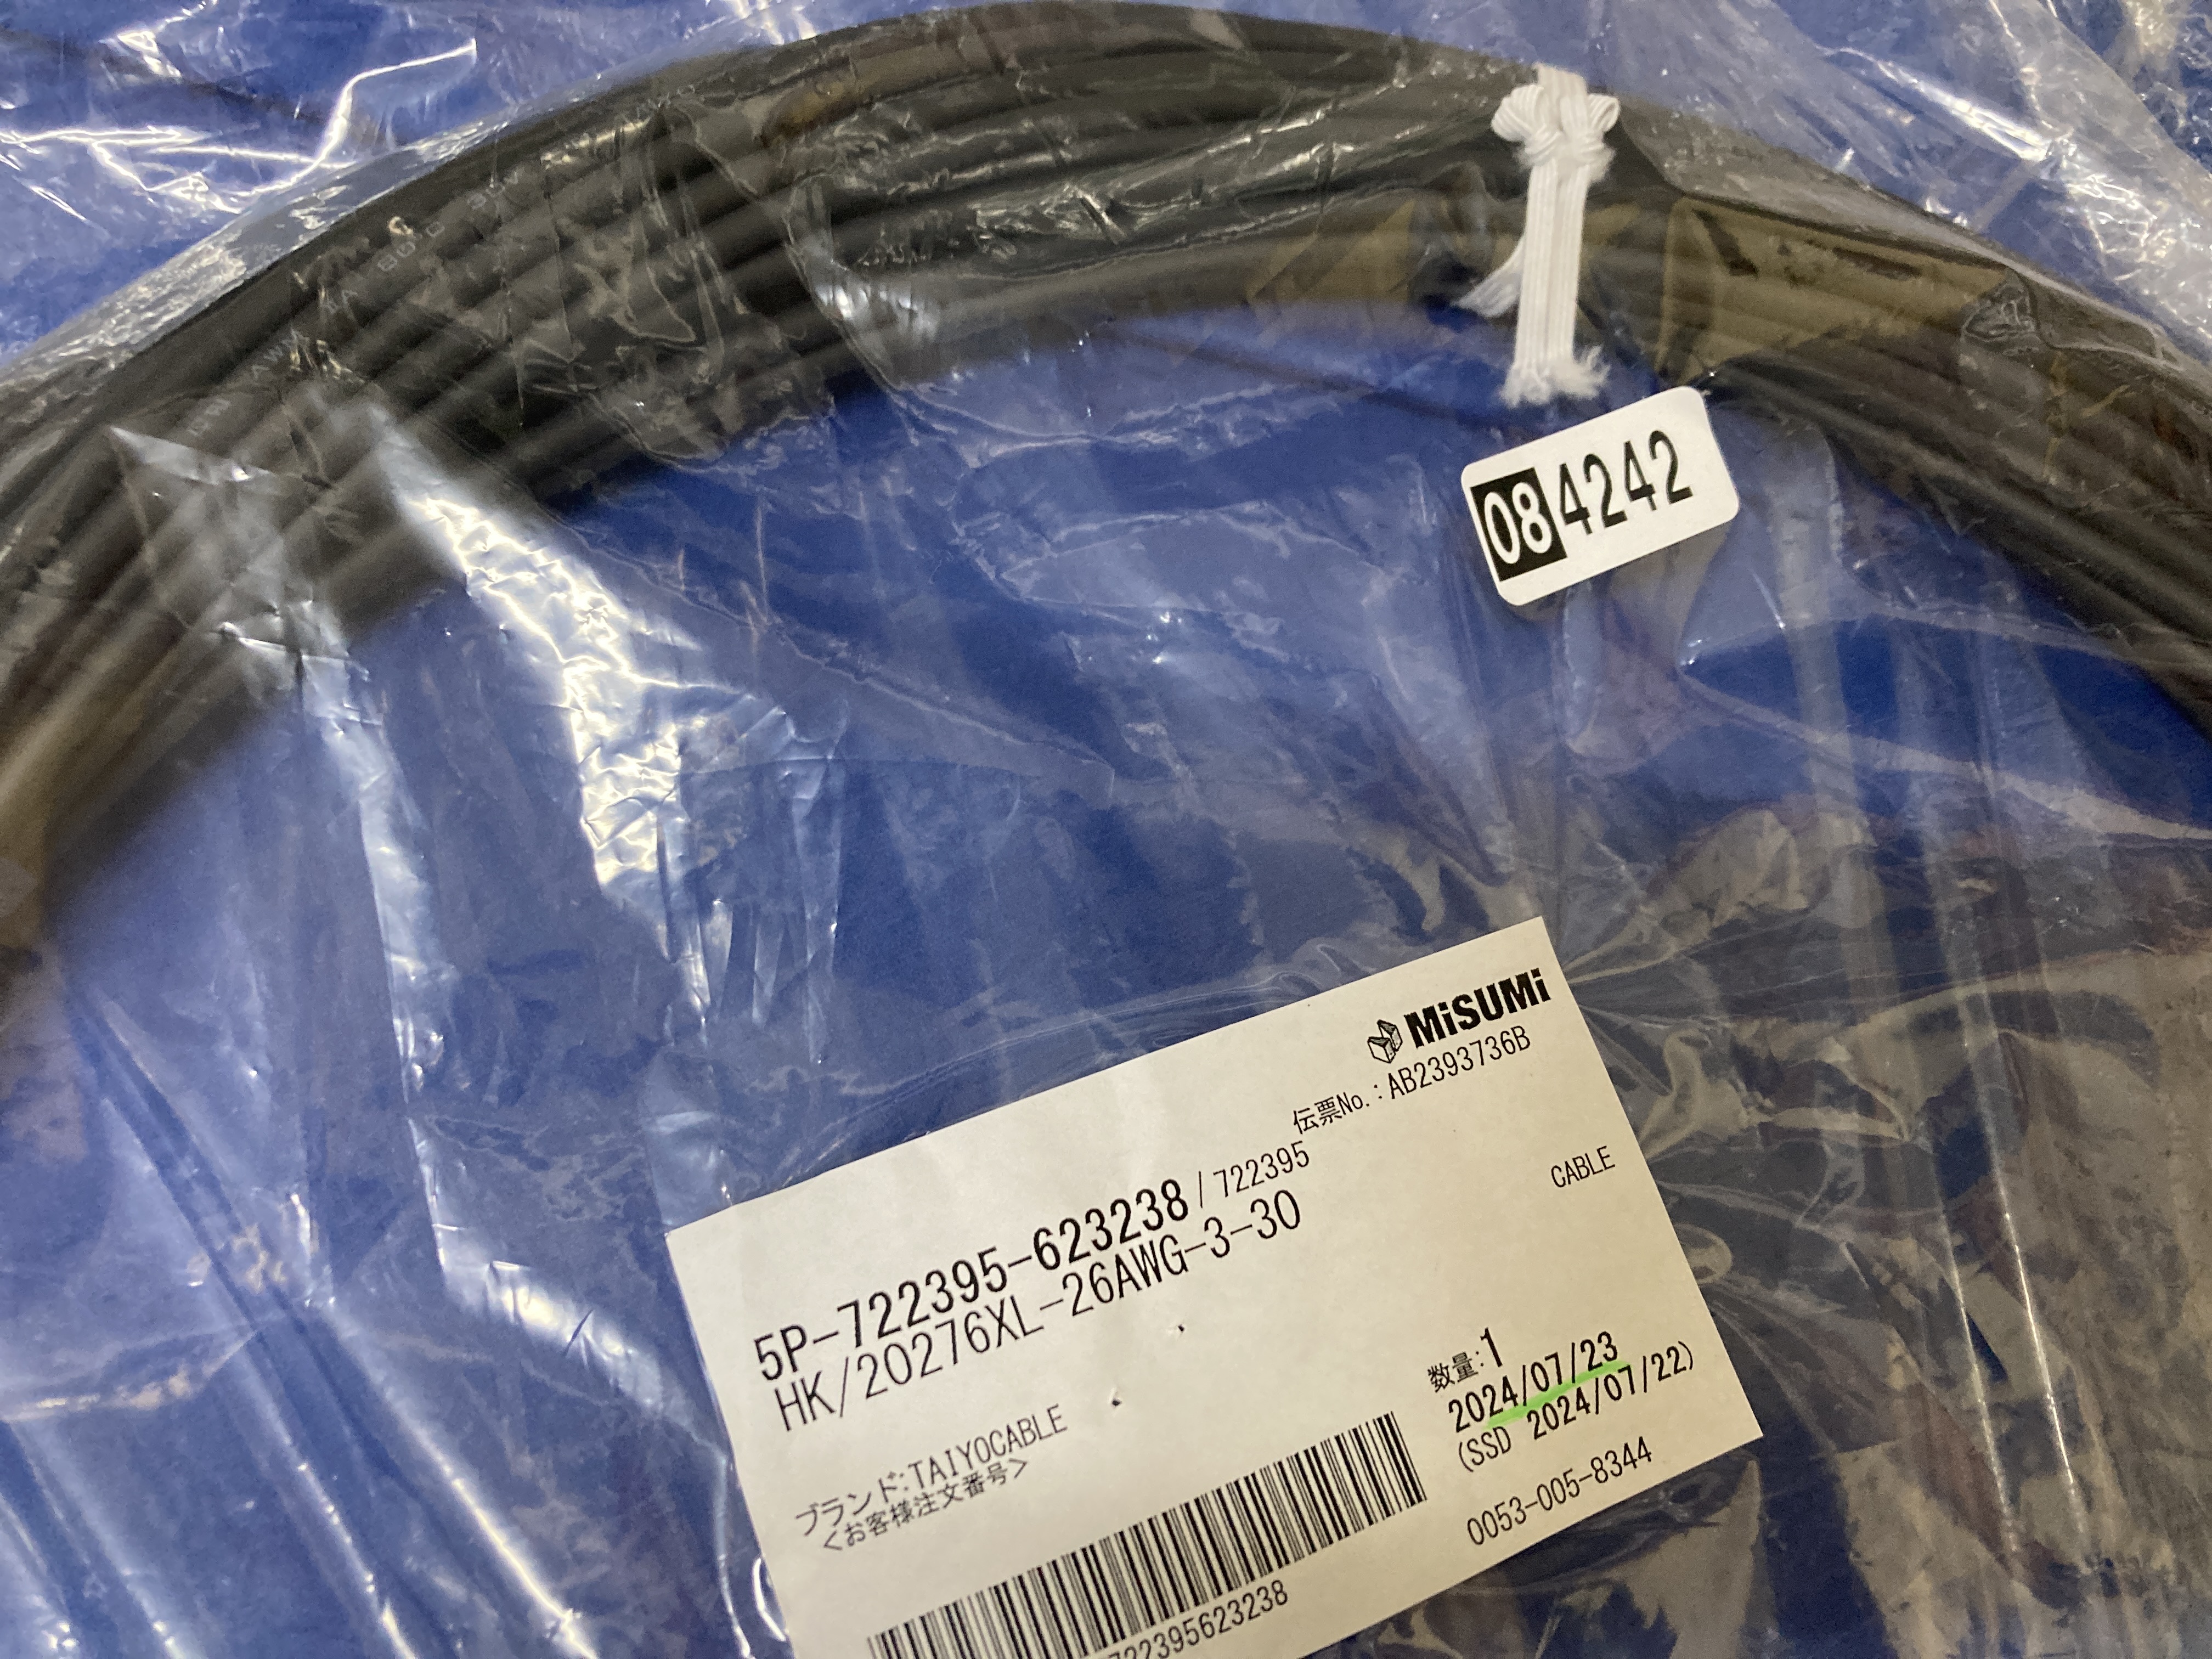 084242
MiSUMi
伝票No.:AB2393736B
5P-722395-623238/722395
HK/20276XL-26AWG-3-30
CABLE
数量:1
2024/07/23
(SSD 2024/07/22)
ブランド:TAIYOCABLE
<お客様注文番号>
0053-005-8344
722395623238